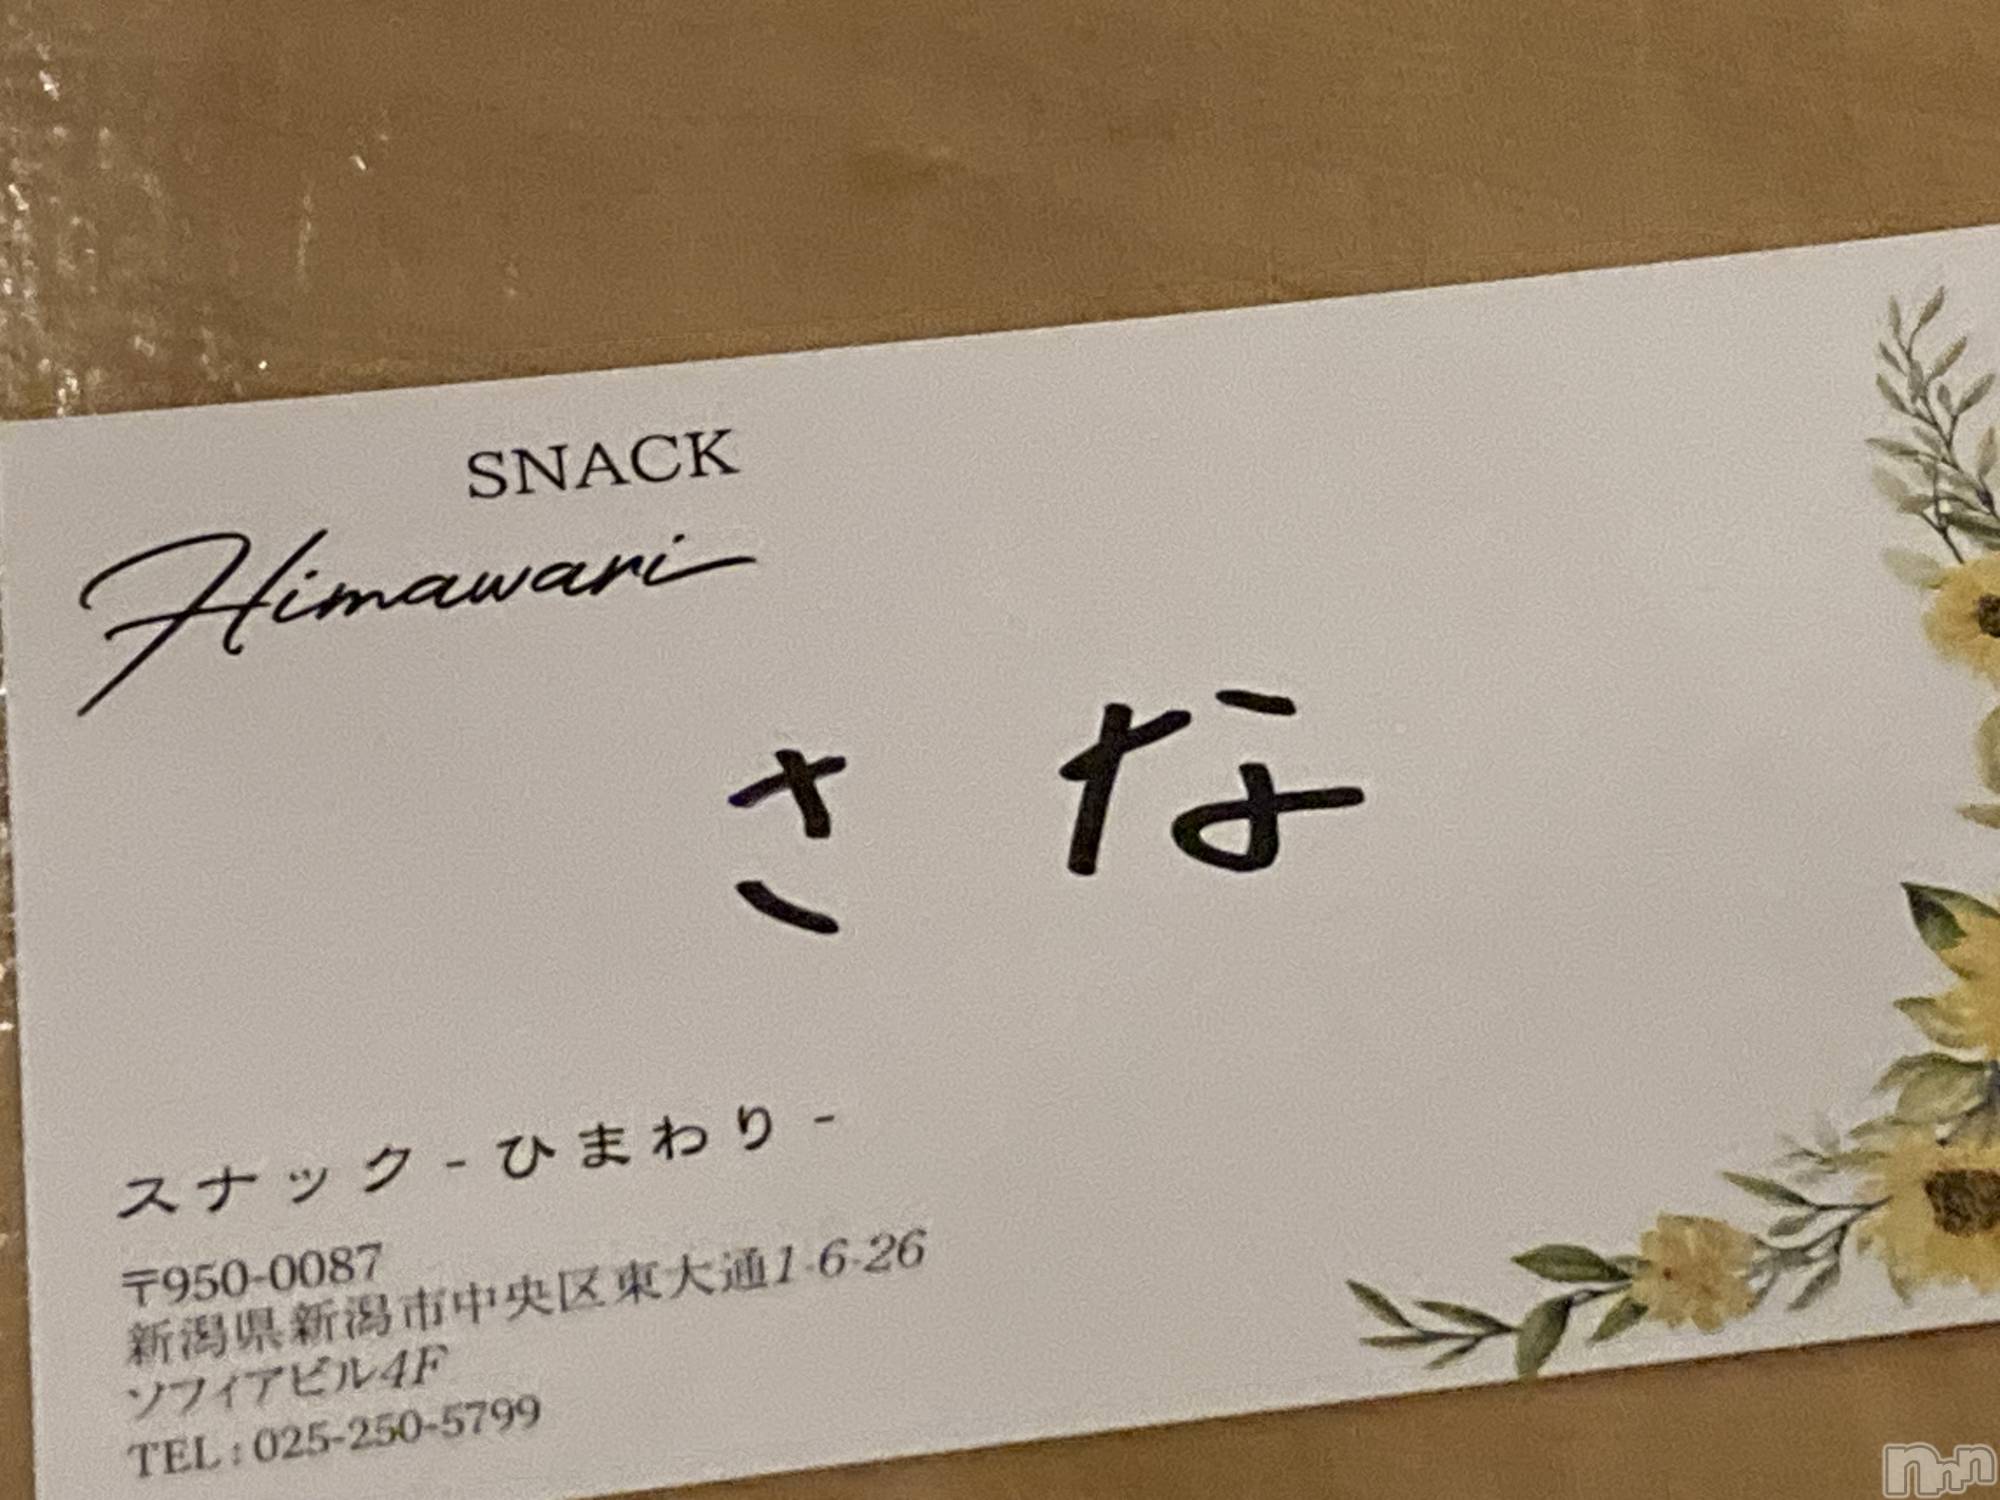 SNACK
Himawari
さな
スナック-ひまわり-
〒950-0087
新潟県新潟市中央区東大通1-6-26
ソフィアビル4F
TEL:025-250-5799
nnn